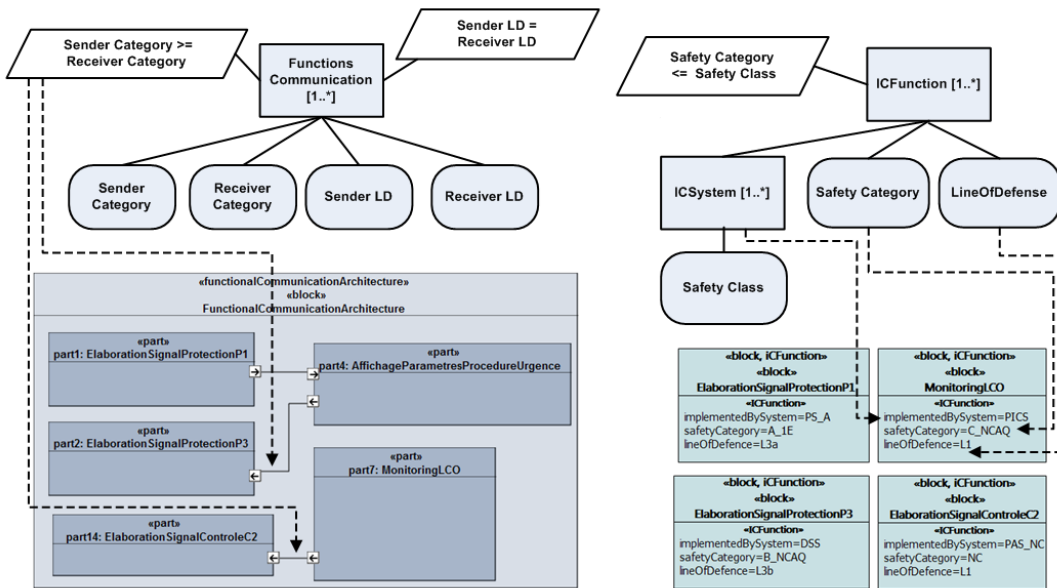 Sender Category >=
Receiver Category
Sender LD =
Receiver LD
Functions
Communication
[1..*]
Sender
Category
Receiver
Category
Sender LD
Receiver LD
Safety Category
<= Safety Class
ICFunction [1..*]
ICSystem [1..*]
Safety Category
LineOfDefense
Safety Class
«functionalCommunicationArchitecture»
«block»
FunctionalCommunicationArchitecture
«part»
part1: ElaborationSignalProtectionP1
«part»
part4: AffichageParametresProcedureUrgence
«part»
part2: ElaborationSignalProtectionP3
«part»
part7: MonitoringLCO
«part»
part14: ElaborationSignalControleC2
«block, iCFunction»
«block»
ElaborationSignalProtectionP1
«ICFunction»
implementedBySystem=PS_A
safetyCategory=A_1E
lineOfDefence=L3a
«block, iCFunction»
«block»
MonitoringLCO
«ICFunction»
implementedBySystem=PICS
safetyCategory=C_NCAQ
lineOfDefence=L1
«block, iCFunction»
«block»
ElaborationSignalProtectionP3
«ICFunction»
implementedBySystem=DSS
safetyCategory=B_NCAQ
lineOfDefence=L3b
«block, iCFunction»
«block»
ElaborationSignalControleC2
«ICFunction»
implementedBySystem=PAS_NC
safetyCategory=NC
lineOfDefence=L1